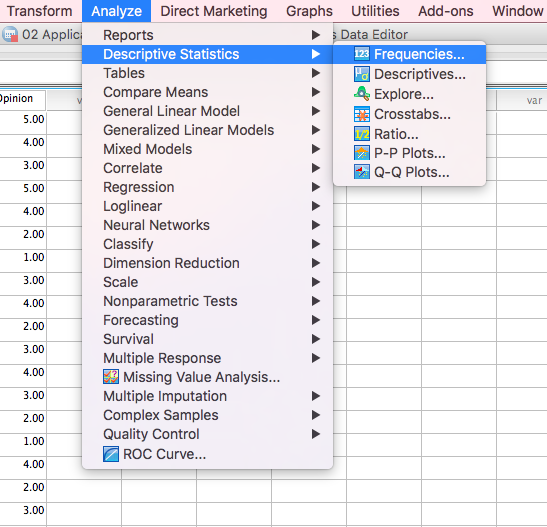 Transform Analyze Direct Marketing Graphs Utilities Add-ons Window
02 Applica
s Data Editor
Reports
Descriptive Statistics
Tables
Compare Means
General Linear Model
Generalized Linear Models
Mixed Models
Correlate
Regression
Loglinear
Neural Networks
Classify
Dimension Reduction
Scale
Nonparametric Tests
Forecasting
Survival
Multiple Response
Missing Value Analysis...
Multiple Imputation
Complex Samples
Quality Control
ROC Curve...
123 Frequencies...
Descriptives...
Explore...
Crosstabs...
1/2 Ratio...
P-P Plots...
Q-Q Plots...
Opinion
v
var
5.00
4.00
3.00
5.00
4.00
2.00
1.00
3.00
4.00
2.00
3.00
4.00
3.00
2.00
1.00
4.00
2.00
3.00